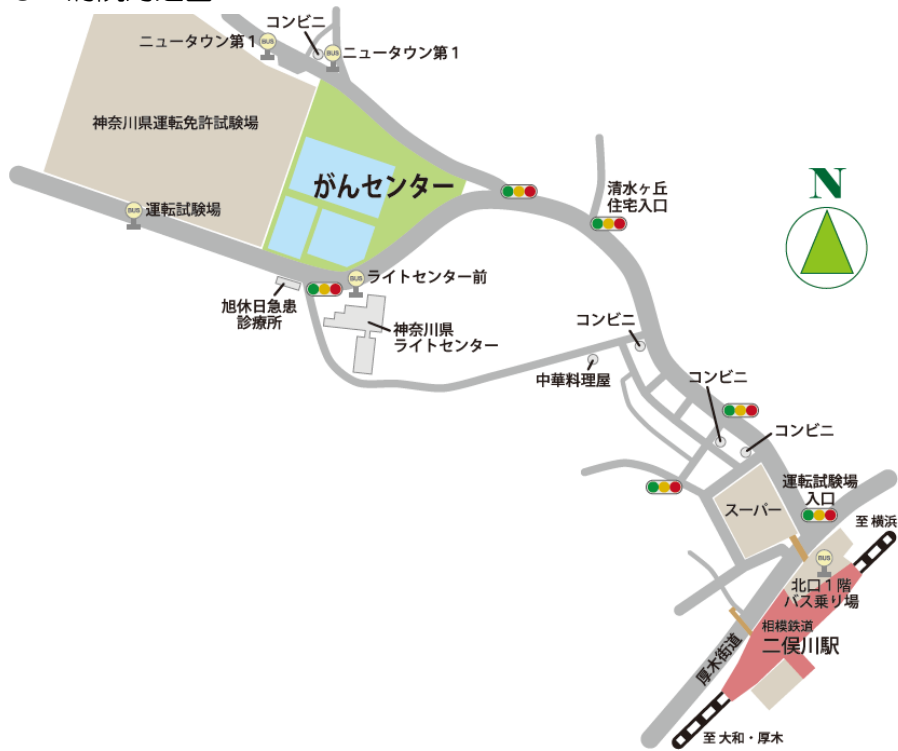 コンビニ
ニュータウン第1
BUS
BUS
ニュータウン第1
神奈川県運転免許試験場
がんセンター
清水ヶ丘
住宅入口
N
BUS
運転試験場
BUS
ライトセンター前
旭休日急患
診療所
神奈川県
ライトセンター
コンビニ
中華料理屋
コンビニ
コンビニ
運転試験場
入口
スーパー
至 横浜
BUS
北口1階
バス乗り場
相模鉄道
二俣川駅
厚木街道
至 大和・厚木